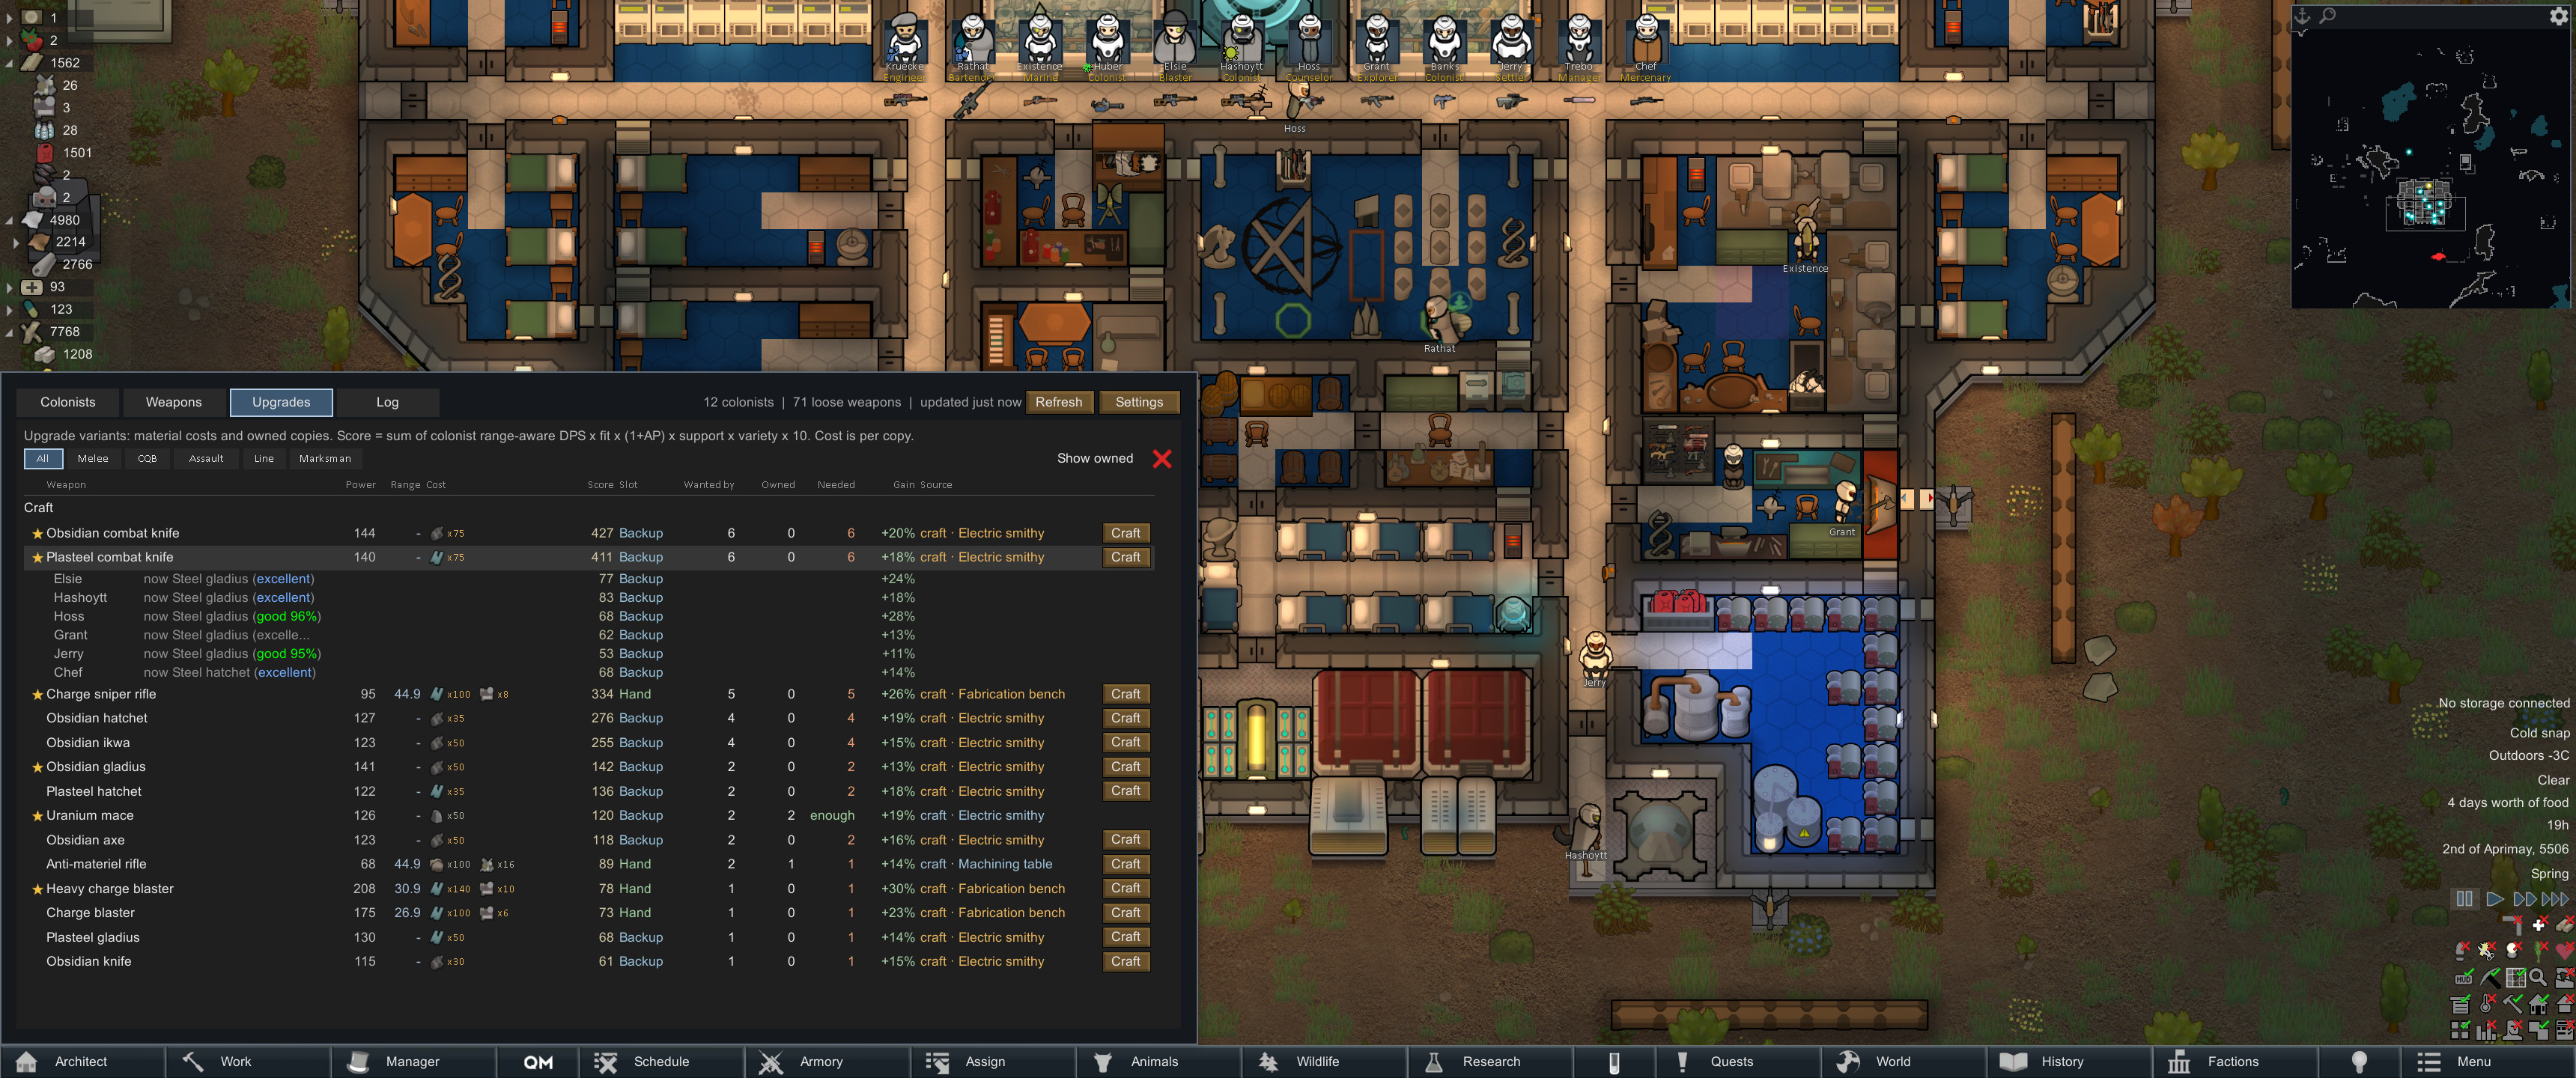 1
2
1562
26
3
28
1501
2
2
4980
2214
2766
93
123
7768
1208
Kruecke
Engineer
Rathat
Bartender
Existence
Marine
Huber
Colonist
Elsie
Blaster
Hashoytt
Colonist
Hoss
Counselor
Grant
Explorer
Banks
Colonist
Jerry
Settler
Trebo
Manager
Chef
Mercenary
Hoss
Existence
Rathat
Grant
Jerry
Hashoytt
Colonists Weapons Upgrades Log 12 colonists | 71 loose weapons | updated just now Refresh Settings
Upgrade variants: material costs and owned copies. Score = sum of colonist range-aware DPS x fit x (1+AP) x support x variety x 10. Cost is per copy.
All Melee CQB Assault Line Marksman Show owned
Weapon Power Range Cost Score Slot Wanted by Owned Needed Gain Source
Craft
Obsidian combat knife 144 - x75 427 Backup 6 0 6 +20% craft · Electric smithy Craft
Plasteel combat knife 140 - x75 411 Backup 6 0 6 +18% craft · Electric smithy Craft
Elsie now Steel gladius (excellent) 77 Backup +24%
Hashoytt now Steel gladius (excellent) 83 Backup +18%
Hoss now Steel gladius (good 96%) 68 Backup +28%
Grant now Steel gladius (excelle... 62 Backup +13%
Jerry now Steel gladius (good 95%) 53 Backup +11%
Chef now Steel hatchet (excellent) 68 Backup +14%
Charge sniper rifle 95 44.9 x100 x8 334 Hand 5 0 5 +26% craft · Fabrication bench Craft
Obsidian hatchet 127 - x35 276 Backup 4 0 4 +19% craft · Electric smithy Craft
Obsidian ikwa 123 - x50 255 Backup 4 0 4 +15% craft · Electric smithy Craft
Obsidian gladius 141 - x50 142 Backup 2 0 2 +13% craft · Electric smithy Craft
Plasteel hatchet 122 - x35 136 Backup 2 0 2 +18% craft · Electric smithy Craft
Uranium mace 126 - x50 120 Backup 2 2 enough +19% craft · Electric smithy
Obsidian axe 123 - x50 118 Backup 2 0 2 +16% craft · Electric smithy Craft
Anti-materiel rifle 68 44.9 x100 x16 89 Hand 2 1 1 +14% craft · Machining table Craft
Heavy charge blaster 208 30.9 x140 x10 78 Hand 1 0 1 +30% craft · Fabrication bench Craft
Charge blaster 175 26.9 x100 x6 73 Hand 1 0 1 +23% craft · Fabrication bench Craft
Plasteel gladius 130 - x50 68 Backup 1 0 1 +14% craft · Electric smithy Craft
Obsidian knife 115 - x30 61 Backup 1 0 1 +15% craft · Electric smithy Craft
No storage connected
Cold snap
Outdoors -3C
Clear
4 days worth of food
19h
2nd of Aprimay, 5506
Spring
Architect Work Manager QM Schedule Armory Assign Animals Wildlife Research Quests World History Factions Menu